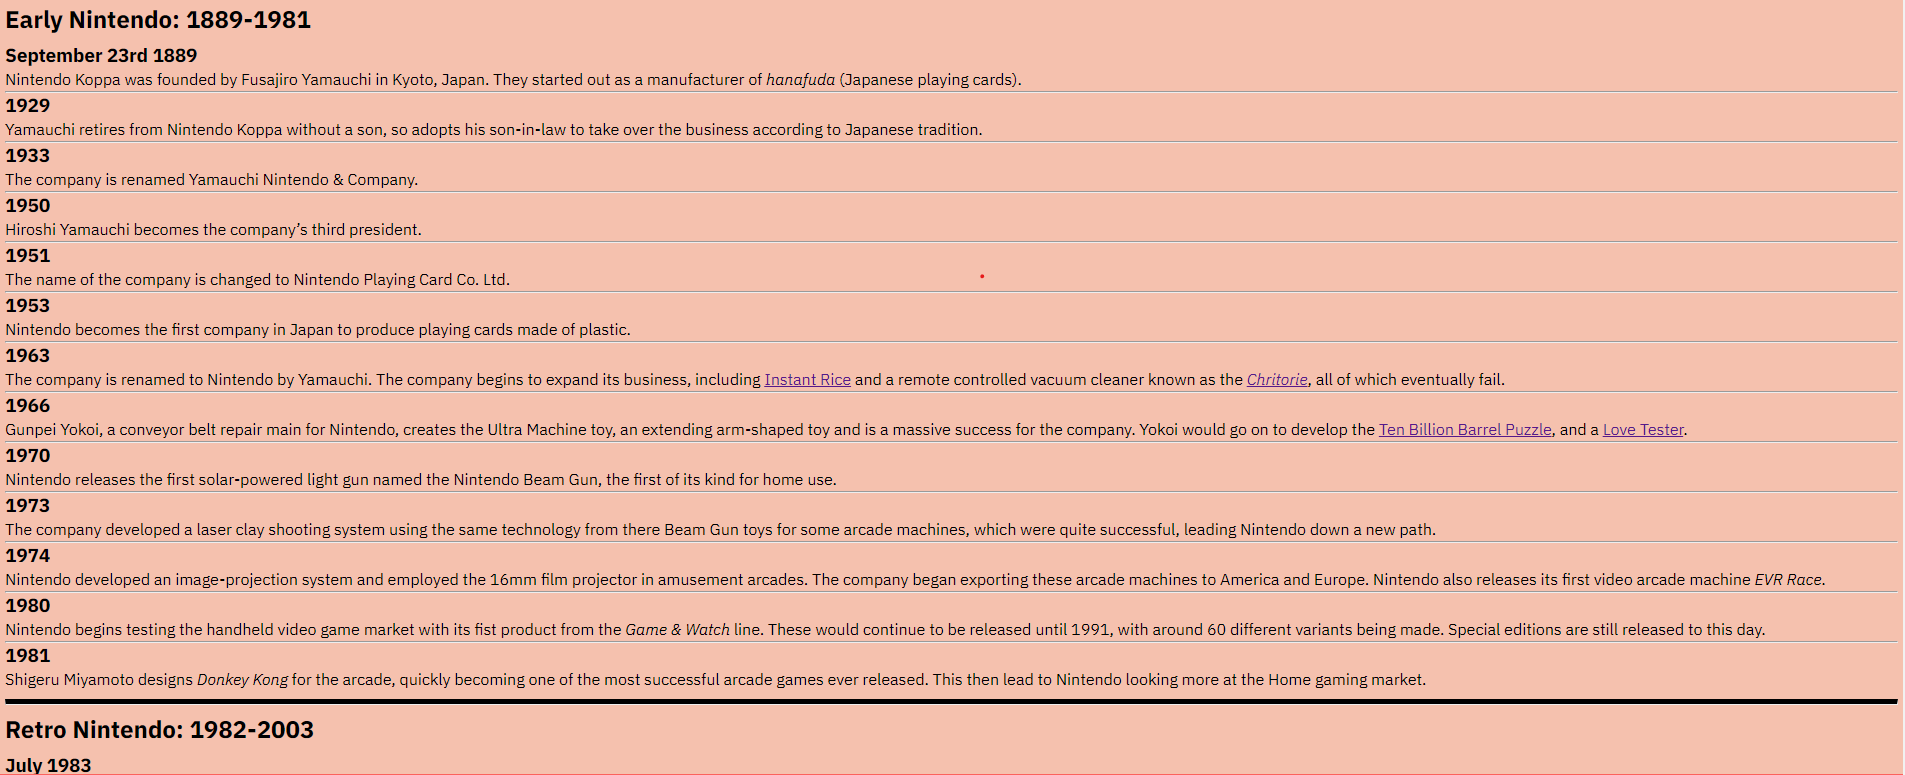 Early Nintendo: 1889-1981
September 23rd 1889
Nintendo Koppa was founded by Fusajiro Yamauchi in Kyoto, Japan. They started out as a manufacturer of hanafuda (Japanese playing cards).
1929
Yamauchi retires from Nintendo Koppa without a son, so adopts his son-in-law to take over the business according to Japanese tradition.
1933
The company is renamed Yamauchi Nintendo & Company.
1950
Hiroshi Yamauchi becomes the company’s third president.
1951
The name of the company is changed to Nintendo Playing Card Co. Ltd.
1953
Nintendo becomes the first company in Japan to produce playing cards made of plastic.
1963
The company is renamed to Nintendo by Yamauchi. The company begins to expand its business, including Instant Rice and a remote controlled vacuum cleaner known as the Chritorie, all of which eventually fail.
1966
Gunpei Yokoi, a conveyor belt repair main for Nintendo, creates the Ultra Machine toy, an extending arm-shaped toy and is a massive success for the company. Yokoi would go on to develop the Ten Billion Barrel Puzzle, and a Love Tester.
1970
Nintendo releases the first solar-powered light gun named the Nintendo Beam Gun, the first of its kind for home use.
1973
The company developed a laser clay shooting system using the same technology from there Beam Gun toys for some arcade machines, which were quite successful, leading Nintendo down a new path.
1974
Nintendo developed an image-projection system and employed the 16mm film projector in amusement arcades. The company began exporting these arcade machines to America and Europe. Nintendo also releases its first video arcade machine EVR Race.
1980
Nintendo begins testing the handheld video game market with its fist product from the Game & Watch line. These would continue to be released until 1991, with around 60 different variants being made. Special editions are still released to this day.
1981
Shigeru Miyamoto designs Donkey Kong for the arcade, quickly becoming one of the most successful arcade games ever released. This then lead to Nintendo looking more at the Home gaming market.
Retro Nintendo: 1982-2003
July 1983